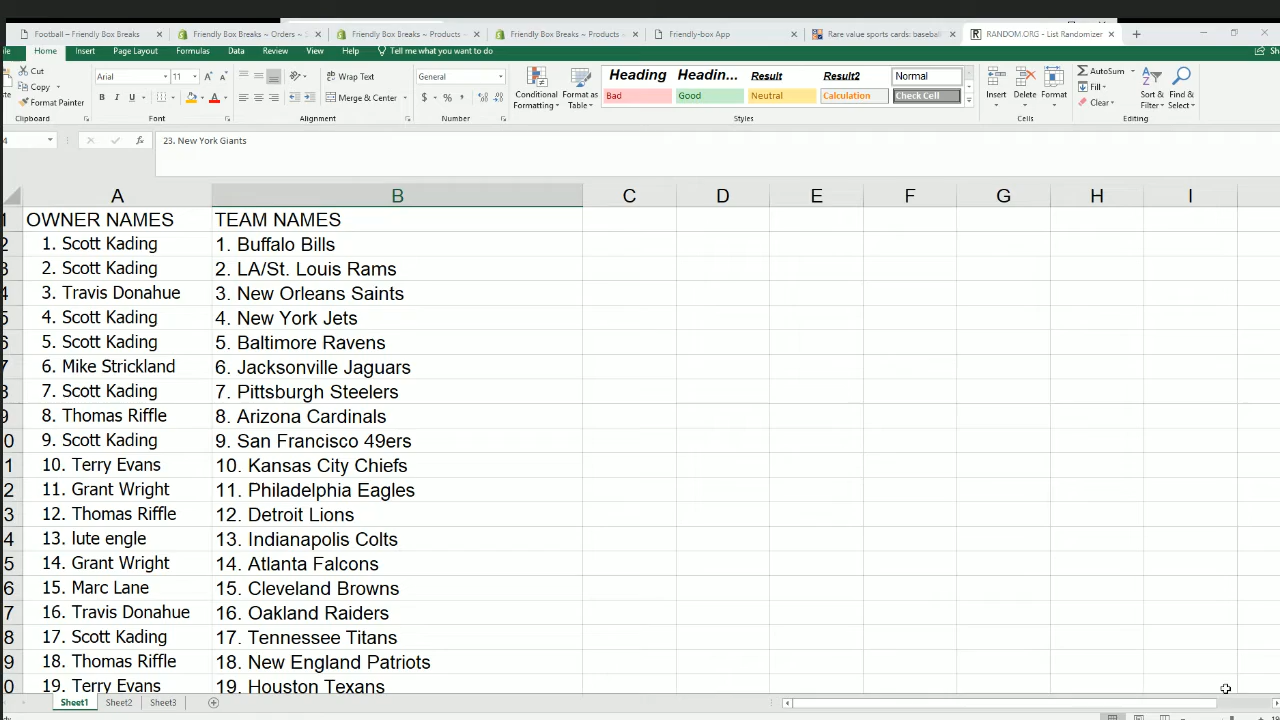 Football – Friendly Box Breaks × Friendly Box Breaks ~ Orders ~ × Friendly Box Breaks ~ Products × Friendly Box Breaks ~ Products × Friendly-box App × Rare value sports cards: baseball × RANDOM.ORG - List Randomizer × +
Home Insert Page Layout Formulas Data Review View Help Tell me what you want to do
Cut Copy Format Painter Clipboard
Arial 11 B I U A Font
Wrap Text Merge & Center Alignment
General $ % Number
Conditional Formatting Format as Table
Heading Headin... Result Result2 Normal
Bad Good Neutral Calculation Check Cell
Styles
Insert Delete Format Cells
AutoSum Fill Clear Sort & Filter Find & Select Editing
fx 23. New York Giants
A B C D E F G H I
OWNER NAMES TEAM NAMES
1. Scott Kading 1. Buffalo Bills
2. Scott Kading 2. LA/St. Louis Rams
3. Travis Donahue 3. New Orleans Saints
4. Scott Kading 4. New York Jets
5. Scott Kading 5. Baltimore Ravens
6. Mike Strickland 6. Jacksonville Jaguars
7. Scott Kading 7. Pittsburgh Steelers
8. Thomas Riffle 8. Arizona Cardinals
9. Scott Kading 9. San Francisco 49ers
10. Terry Evans 10. Kansas City Chiefs
11. Grant Wright 11. Philadelphia Eagles
12. Thomas Riffle 12. Detroit Lions
13. lute engle 13. Indianapolis Colts
14. Grant Wright 14. Atlanta Falcons
15. Marc Lane 15. Cleveland Browns
16. Travis Donahue 16. Oakland Raiders
17. Scott Kading 17. Tennessee Titans
18. Thomas Riffle 18. New England Patriots
19. Terry Evans 19. Houston Texans
Sheet1 Sheet2 Sheet3